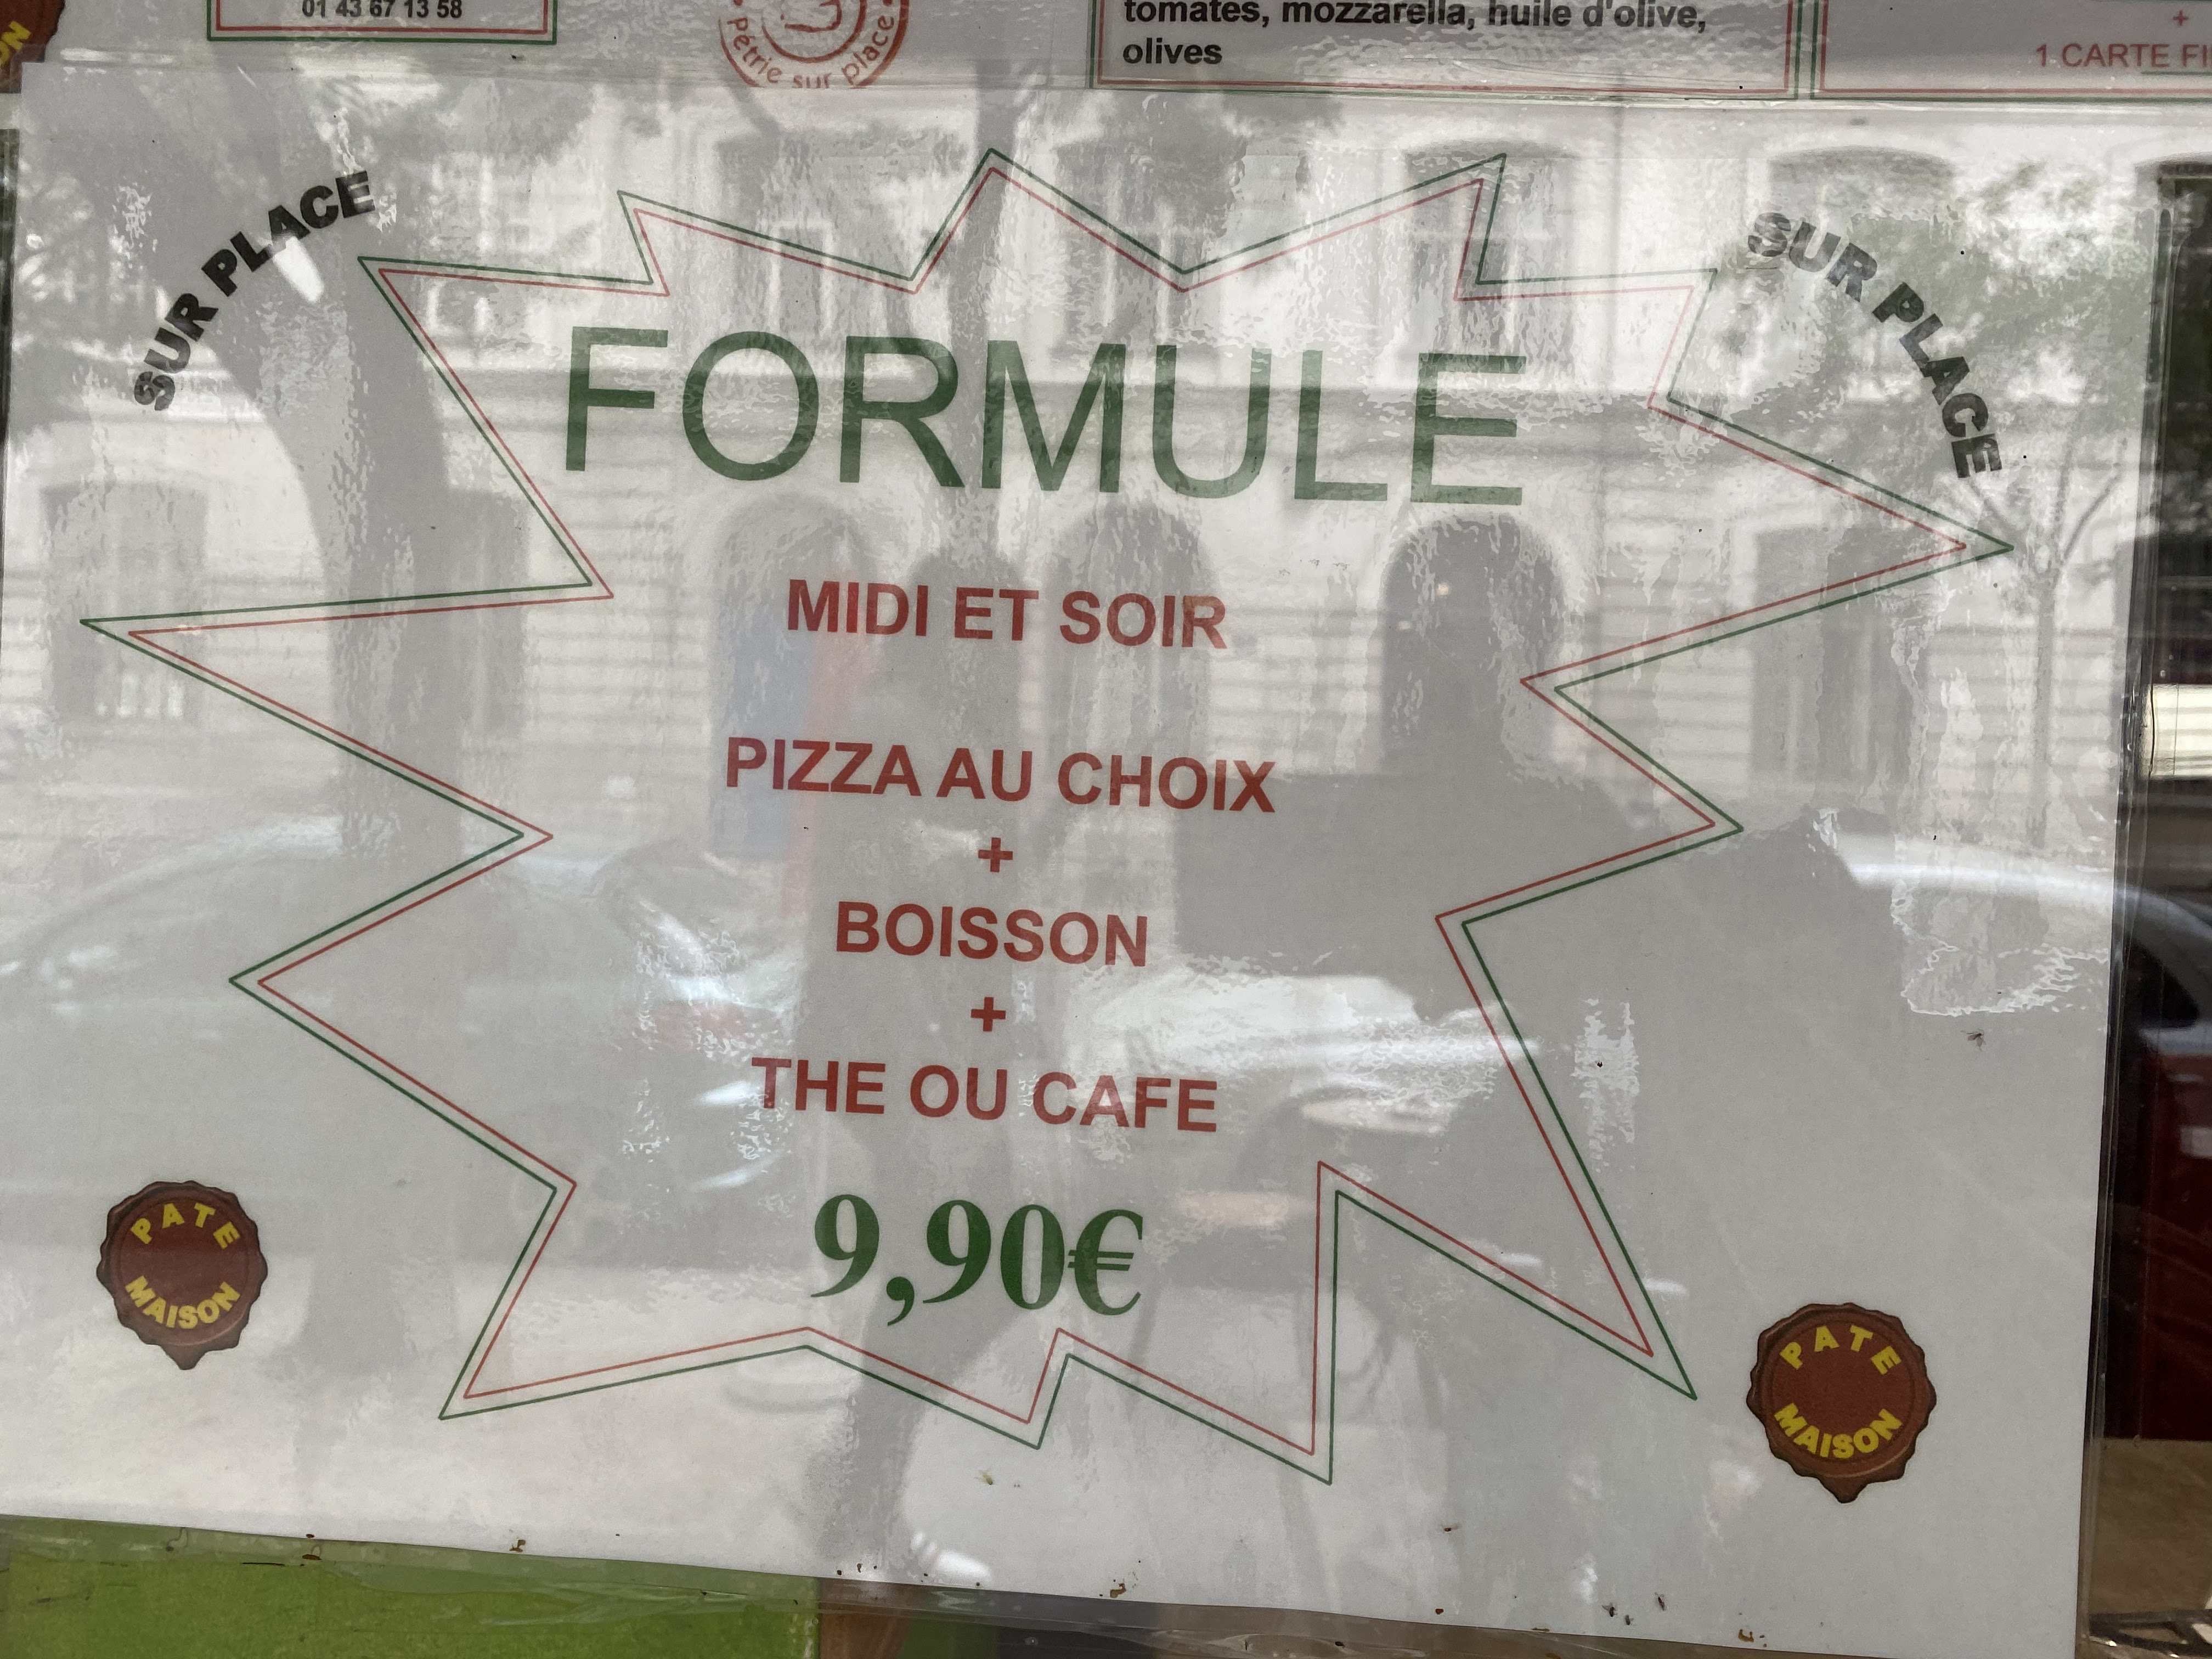 01 43 67 13 58
Pétrie sur place
tomates, mozzarella, huile d'olive,
olives
+
1 CARTE
SUR PLACE
SUR PLACE
FORMULE
MIDI ET SOIR
PIZZA AU CHOIX
+
BOISSON
+
THE OU CAFE
9,90€
PATE
MAISON
PATE
MAISON